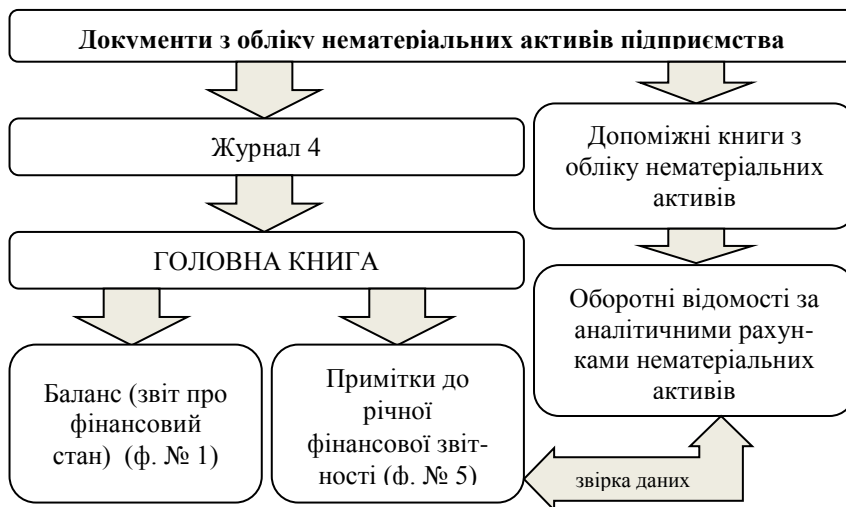 Документи з обліку нематеріальних активів підприємства
Журнал 4
ГОЛОВНА КНИГА
Баланс (звіт про
фінансовий
стан) (ф. № 1)
Примітки до
річної
фінансової звіт-
ності (ф. № 5)
Допоміжні книги з
обліку нематеріальних
активів
Оборотні відомості за
аналітичними рахун-
ками нематеріальних
активів
звірка даних